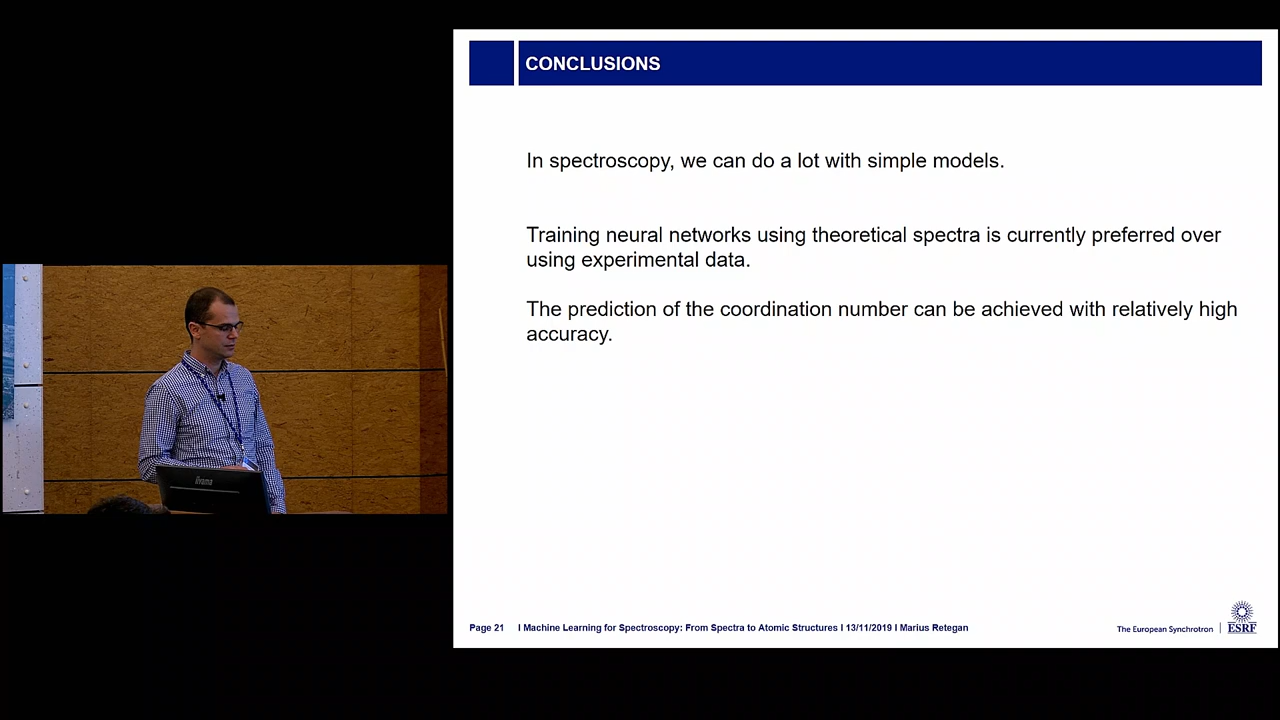 CONCLUSIONS
In spectroscopy, we can do a lot with simple models.
Training neural networks using theoretical spectra is currently preferred over
using experimental data.
The prediction of the coordination number can be achieved with relatively high
accuracy.
iiyama
Page 21 I Machine Learning for Spectroscopy: From Spectra to Atomic Structures I 13/11/2019 I Marius Retegan
The European Synchrotron | ESRF